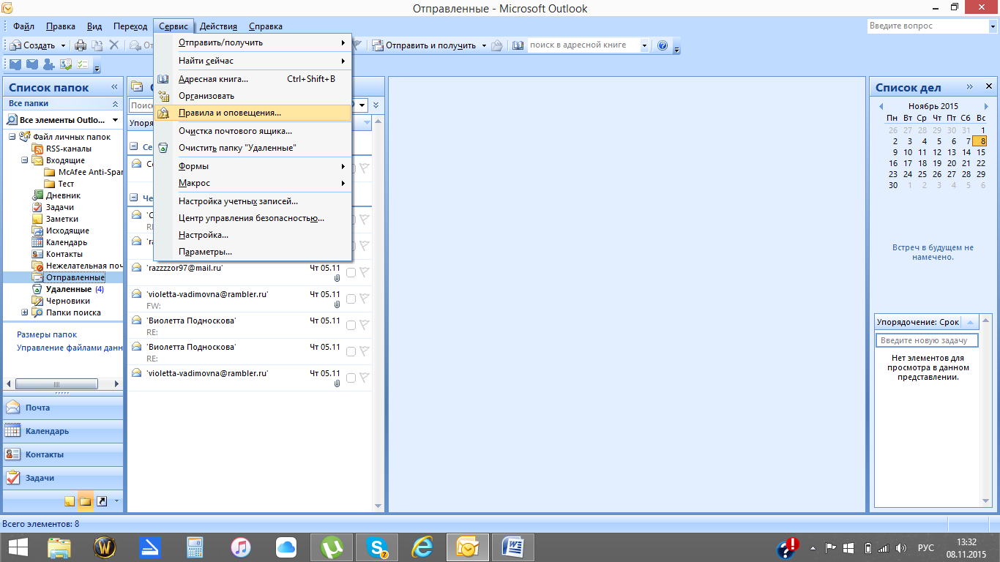 Отправленные - Microsoft Outlook
Файл Правка Вид Переход Сервис Действия Справка
Введите вопрос
Создать
Отправить и получить
поиск в адресной книге
Отправить/получить
Найти сейчас
Адресная книга... Ctrl+Shift+B
Организовать
Правила и оповещения...
Очистка почтового ящика...
Очистить папку "Удаленные"
Формы
Макрос
Настройка учетных записей...
Центр управления безопасностью...
Настройка...
Параметры...
Список папок
Все папки
Все элементы Outlo...
Файл личных папок
RSS-каналы
Входящие
McAfee Anti-Spar
Тест
Дневник
Задачи
Заметки
Исходящие
Календарь
Контакты
Нежелательная поч
Отправленные
Удаленные (4)
Черновики
Папки поиска
Размеры папок
Управление файлами данн
Почта
Календарь
Контакты
Задачи
Поис
Упоря
'razzzzor97@mail.ru' Чт 05.11
'violetta-vadimovna@rambler.ru' Чт 05.11
FW:
'Виолетта Подноскова' Чт 05.11
RE:
'Виолетта Подноскова' Чт 05.11
RE:
'violetta-vadimovna@rambler.ru' Чт 05.11
Список дел
Ноябрь 2015
Пн Вт Ср Чт Пт Сб Вс
26 27 28 29 30 31 1
2 3 4 5 6 7 8
9 10 11 12 13 14 15
16 17 18 19 20 21 22
23 24 25 26 27 28 29
30 1 2 3 4 5 6
Встреч в будущем не
намечено.
Упорядочение: Срок
Введите новую задачу
Нет элементов для
просмотра в данном
представлении.
Всего элементов: 8
7
РУС
13:32
08.11.2015